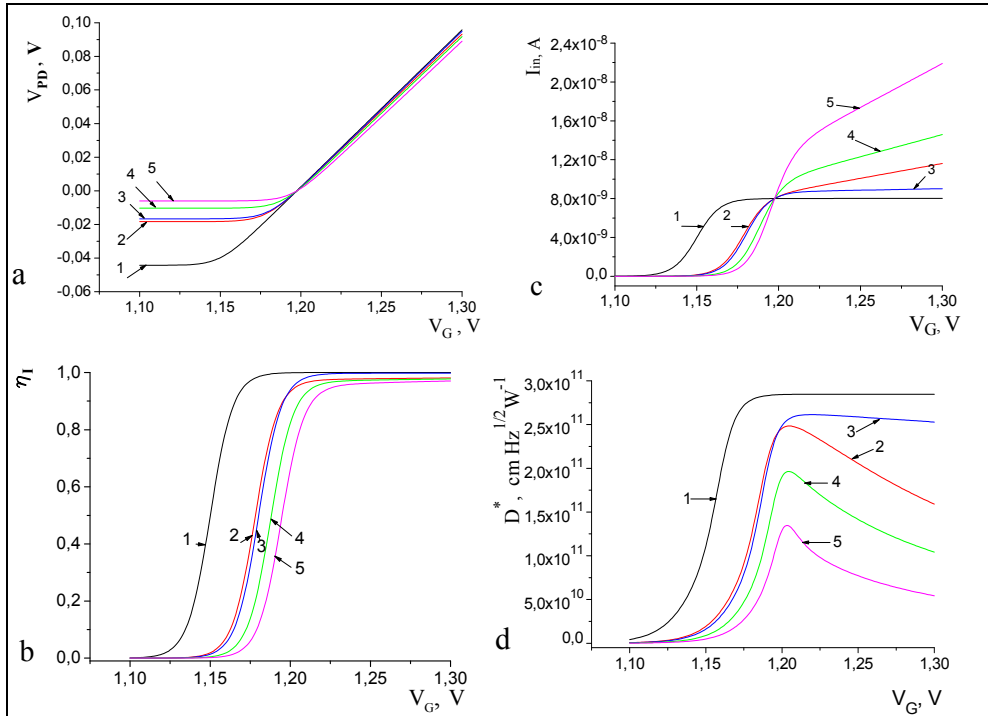 V_PD, V
0,10
0,08
0,06
0,04
0,02
0,00
-0,02
-0,04
-0,06
5
4
3
2
1
a
1,10 1,15 1,20 1,25 1,30
V_G , V
I_in, A
2,4x10^-8
2,0x10^-8
1,6x10^-8
1,2x10^-8
8,0x10^-9
4,0x10^-9
0,0
5
4
3
1 2
c
1,10 1,15 1,20 1,25 1,30
V_G, V
η_I
1,0
0,8
0,6
0,4
0,2
0,0
1 2 3 4
5
b
1,10 1,15 1,20 1,25 1,30
V_G, V
D^*, cm Hz^1/2 W^-1
3,0x10^11
2,5x10^11
2,0x10^11
1,5x10^11
1,0x10^11
5,0x10^10
0,0
3
2
1 4
5
d
1,10 1,15 1,20 1,25 1,30
V_G, V